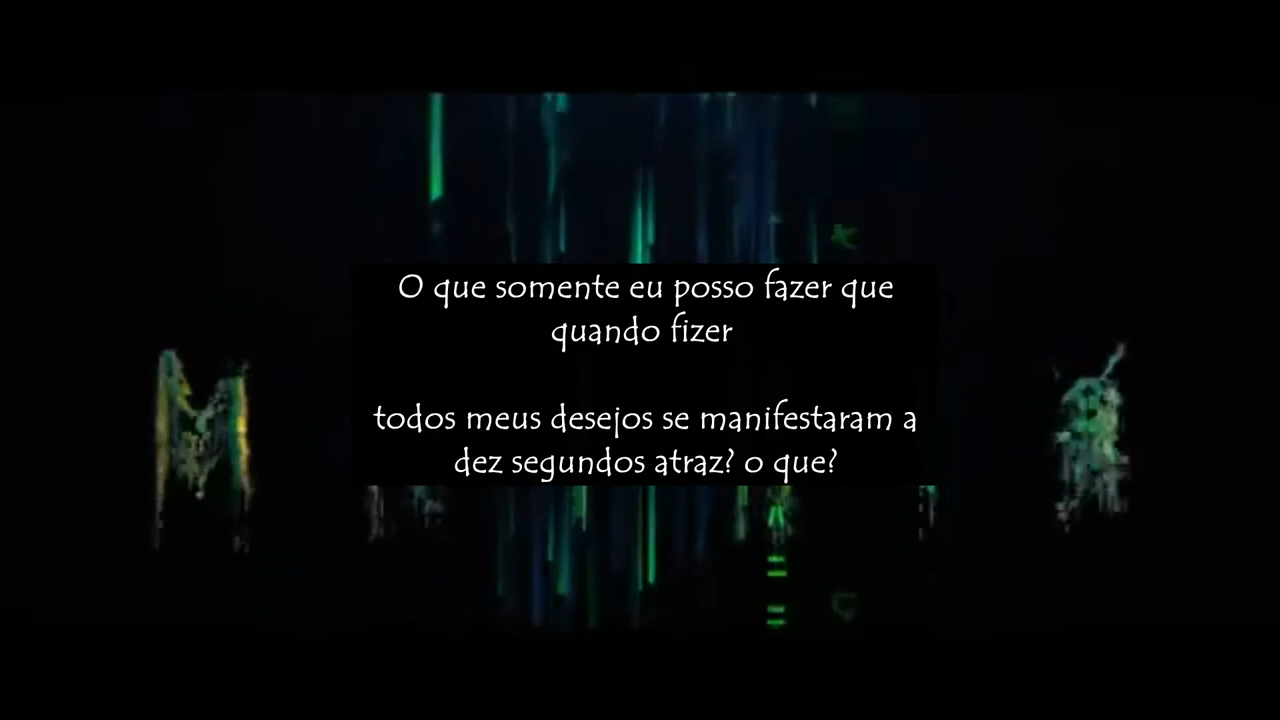 O que somente eu posso fazer que
quando fizer
todos meus desejos se manifestaram a
dez segundos atraz? o que?